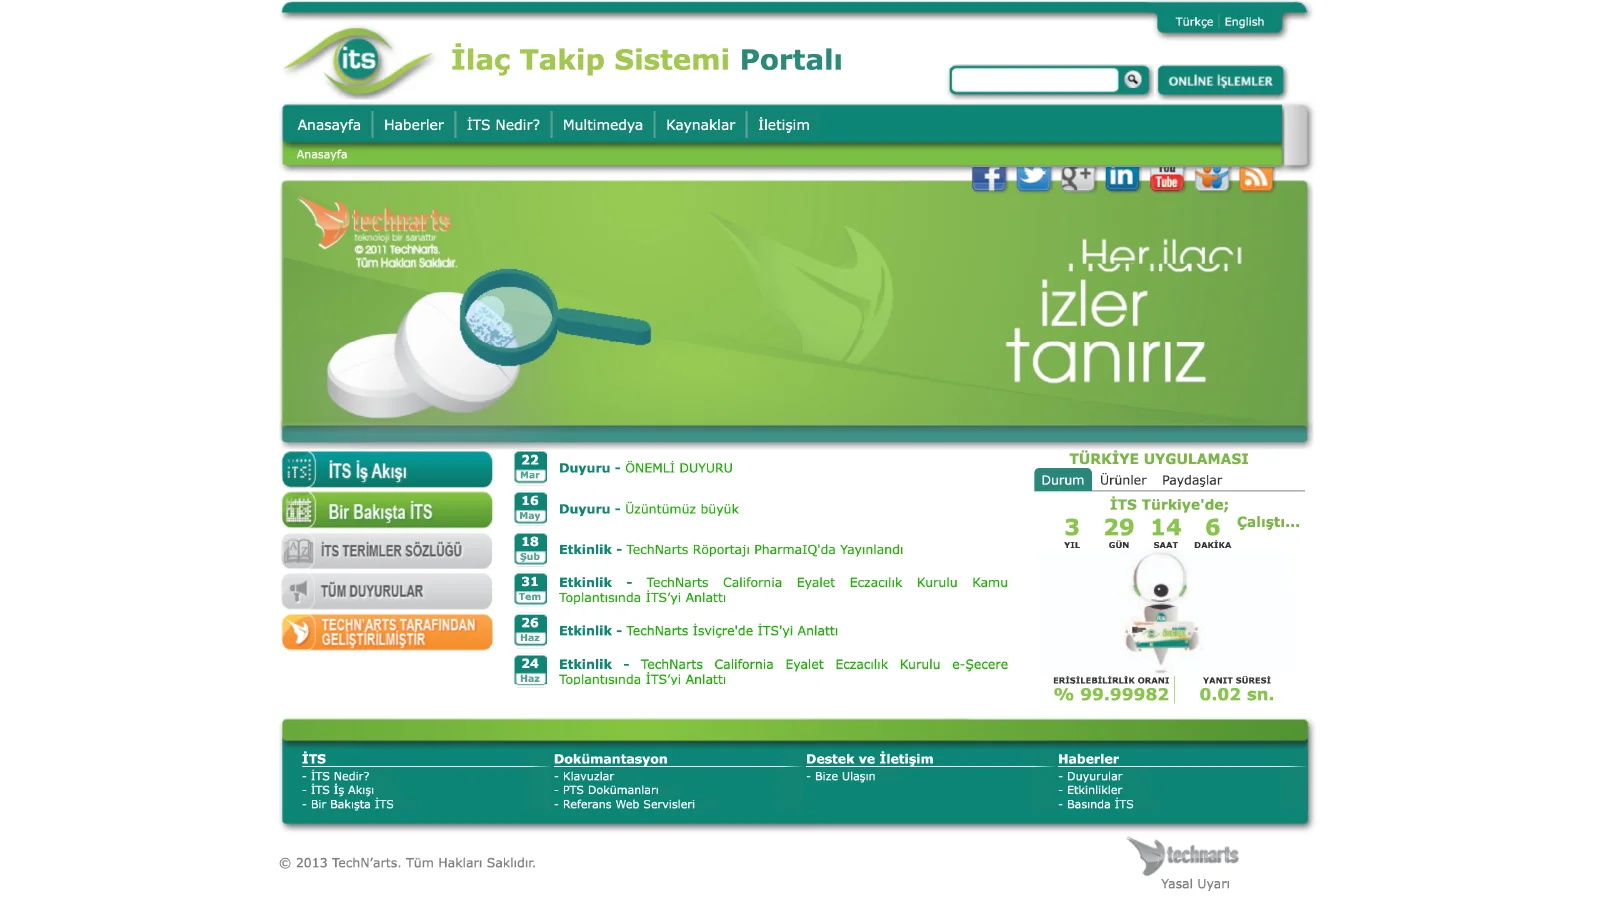 Türkçe English
its
İlaç Takip Sistemi Portalı
ONLİNE İŞLEMLER
Anasayfa Haberler İTS Nedir? Multimedya Kaynaklar İletişim
Anasayfa
You Tube
technarts
teknoloji bir sanattır
© 2011 TechNarts.
Tüm Hakları Saklıdır.
Her ilacı
izler
tanırız
İTS İş Akışı
Bir Bakışta İTS
İTS TERİMLER SÖZLÜĞÜ
TÜM DUYURULAR
TECHN'ARTS TARAFINDAN
GELİŞTİRİLMİŞTİR
22 Mar
Duyuru - ÖNEMLİ DUYURU
16 May
Duyuru - Üzüntümüz büyük
18 Şub
Etkinlik - TechNarts Röportajı PharmaIQ'da Yayınlandı
31 Tem
Etkinlik - TechNarts California Eyalet Eczacılık Kurulu Kamu
Toplantısında İTS’yi Anlattı
26 Haz
Etkinlik - TechNarts İsviçre'de İTS'yi Anlattı
24 Haz
Etkinlik - TechNarts California Eyalet Eczacılık Kurulu e-Şecere
Toplantısında İTS’yi Anlattı
TÜRKİYE UYGULAMASI
Durum Ürünler Paydaşlar
İTS Türkiye'de;
3 29 14 6 Çalıştı...
YIL GÜN SAAT DAKİKA
its
ERİSİLEBİLİRLİK ORANI YANIT SÜRESİ
% 99.99982 0.02 sn.
İTS
- İTS Nedir?
- İTS İş Akışı
- Bir Bakışta İTS
Dokümantasyon
- Klavuzlar
- PTS Dokümanları
- Referans Web Servisleri
Destek ve İletişim
- Bize Ulaşın
Haberler
- Duyurular
- Etkinlikler
- Basında İTS
© 2013 TechN’arts. Tüm Hakları Saklıdır.
technarts
Yasal Uyarı